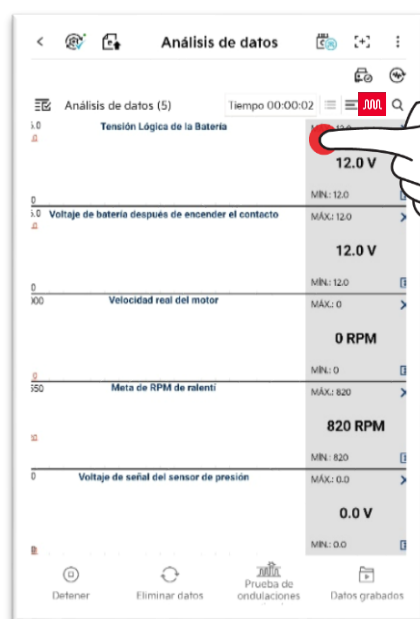 Análisis de datos
Análisis de datos (5)
Tiempo 00:00:02
Tensión Lógica de la Batería
12.0 V
MÍN.: 12.0
0
Voltaje de batería después de encender el contacto
MÁX.: 12.0
12.0 V
MÍN.: 12.0
0
Velocidad real del motor
MÁX.: 0
0 RPM
MÍN.: 0
Meta de RPM de ralentí
MÁX.: 820
820 RPM
MÍN.: 820
Voltaje de señal del sensor de presión
MÁX.: 0.0
0.0 V
MÍN.: 0.0
Detener
Eliminar datos
Prueba de
ondulaciones
Datos grabados